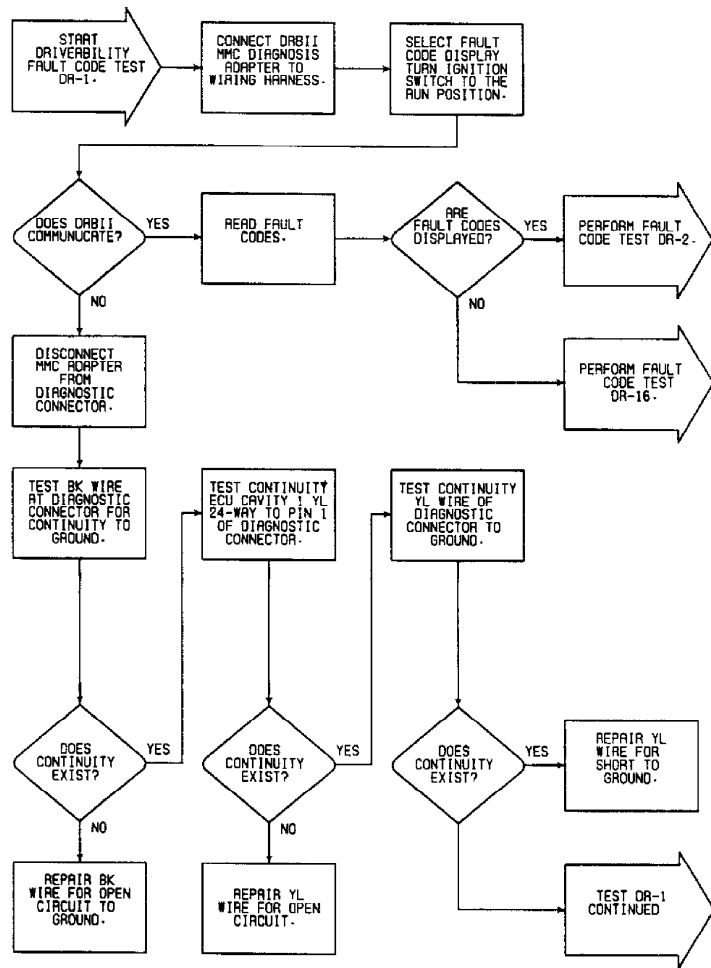 START
DRIVEABILITY
FAULT CODE TEST
DR-1.
CONNECT DRBII
MMC DIAGNOSIS
ADAPTER TO
WIRING HARNESS.
SELECT FAULT
CODE DISPLAY
TURN IGNITION
SWITCH TO THE
RUN POSITION.
DOES DRBII
COMMUNUCATE?
YES
READ FAULT
CODES.
ARE
FAULT CODES
DISPLAYED?
YES
PERFORM FAULT
CODE TEST DR-2.
NO
NO
PERFORM FAULT
CODE TEST
DR-16.
DISCONNECT
MMC ADAPTER
FROM
DIAGNOSTIC
CONNECTOR.
TEST BK WIRE
AT DIAGNOSTIC
CONNECTOR FOR
CONTINUITY TO
GROUND.
TEST CONTINUITY
ECU CAVITY 1 YL
24-WAY TO PIN 1
OF DIAGNOSTIC
CONNECTOR.
TEST CONTINUITY
YL WIRE OF
DIAGNOSTIC
CONNECTOR TO
GROUND.
DOES
CONTINUITY
EXIST?
YES
DOES
CONTINUITY
EXIST?
YES
DOES
CONTINUITY
EXIST?
YES
REPAIR YL
WIRE FOR
SHORT TO
GROUND.
NO
NO
NO
REPAIR BK
WIRE FOR OPEN
CIRCUIT TO
GROUND.
REPAIR YL
WIRE FOR OPEN
CIRCUIT.
TEST DR-1
CONTINUED